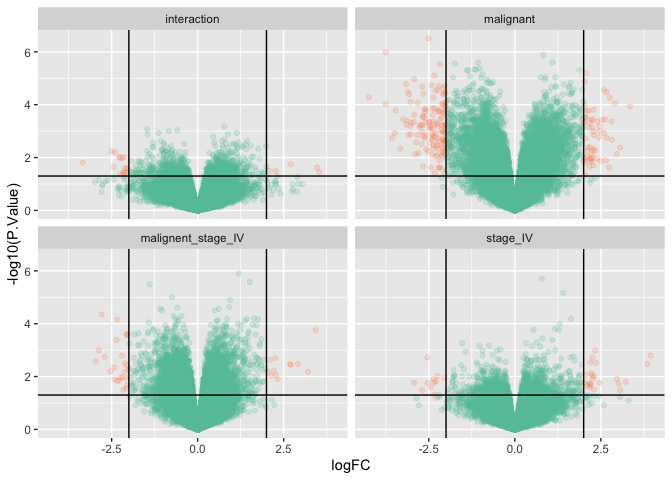 interaction
malignant
6
4
2
0
malignent_stage_IV
stage_IV
6
4
2
0
-2.5
0.0
2.5
-2.5
0.0
2.5
logFC
-log10(P.Value)